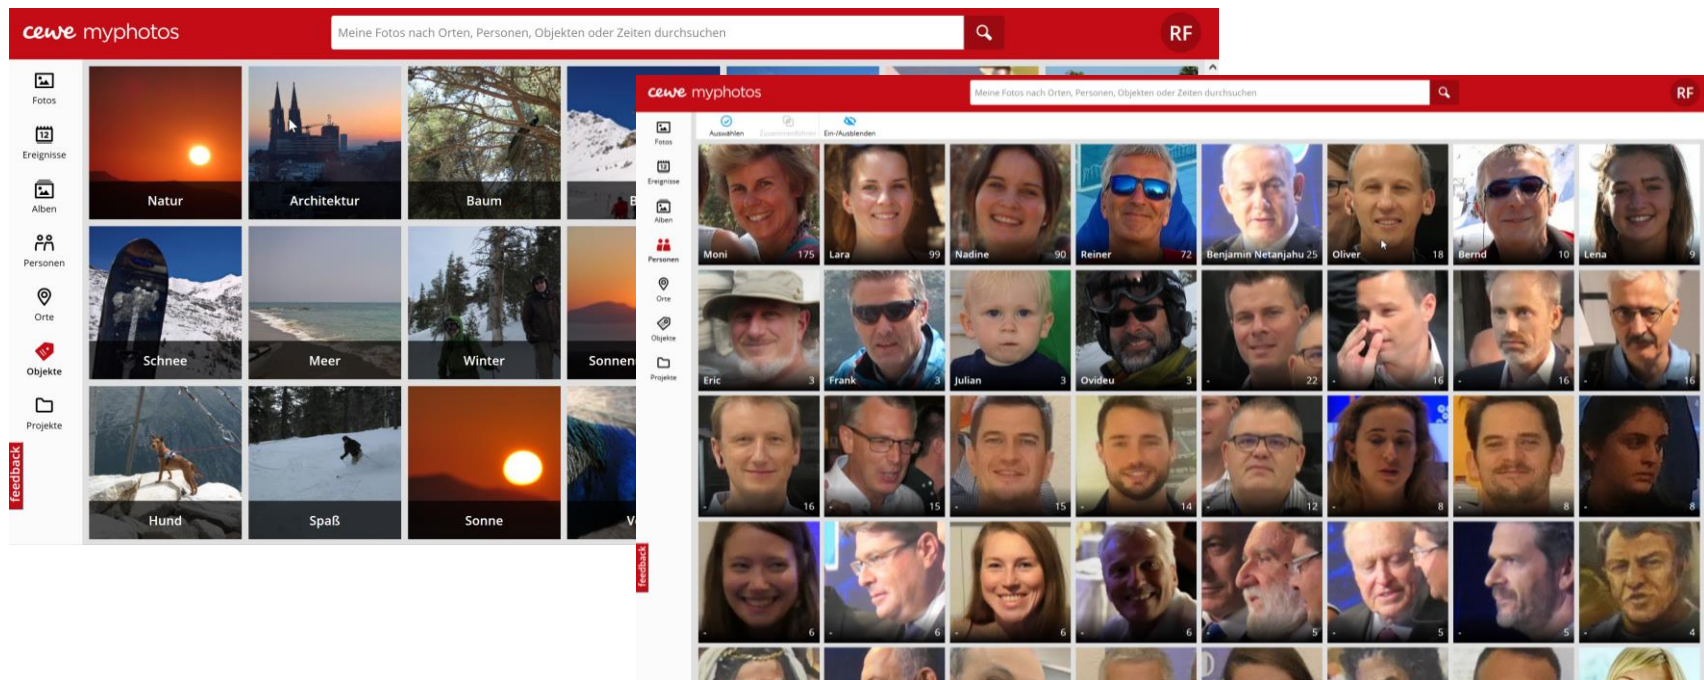 cewe myphotos
Meine Fotos nach Orten, Personen, Objekten oder Zeiten durchsuchen
RF
Fotos
12
Ereignisse
Alben
Personen
Orte
Objekte
Projekte
feedback
Natur
Architektur
Baum
B
Schnee
Meer
Winter
Sonnen
Hund
Spaß
Sonne
V
cewe myphotos
Meine Fotos nach Orten, Personen, Objekten oder Zeiten durchsuchen
RF
Auswählen
Zusammenführen
Ein-/Ausblenden
Fotos
12
Ereignisse
Alben
Personen
Orte
Objekte
Projekte
feedback
Moni 175
Lara 99
Nadine 90
Reiner 72
Benjamin Netanjahu 25
Oliver 18
Bernd 10
Lena 9
Eric 3
Frank 3
Julian 3
Ovideu 3
- 22
- 16
- 16
- 16
- 16
- 15
- 15
- 14
- 12
- 8
- 8
- 8
- 6
- 6
- 6
- 6
- 5
- 5
- 5
- 4